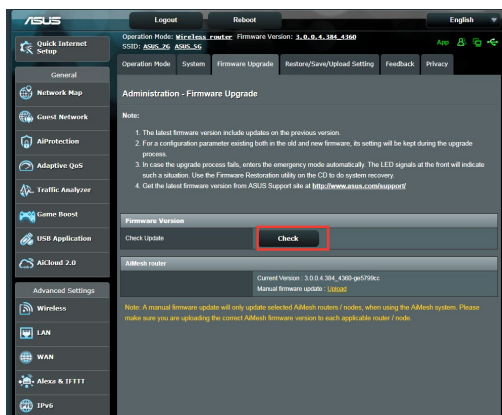 ASUS
Logout
Reboot
English
Quick Internet
Setup
Operation Mode: Wireless router Firmware Version: 3.0.0.4.384_4360
SSID: ASUS_2G ASUS_5G
App
Operation Mode
System
Firmware Upgrade
Restore/Save/Upload Setting
Feedback
Privacy
General
Network Map
Guest Network
AiProtection
Adaptive QoS
Traffic Analyzer
Game Boost
USB Application
AiCloud 2.0
Advanced Settings
Wireless
LAN
WAN
Alexa & IFTTT
IPv6
Administration - Firmware Upgrade
Note:
1. The latest firmware version include updates on the previous version.
2. For a configuration parameter existing both in the old and new firmware, its setting will be kept during the upgrade
process.
3. In case the upgrade process fails, enters the emergency mode automatically. The LED signals at the front will indicate
such a situation. Use the Firmware Restoration utility on the CD to do system recovery.
4. Get the latest firmware version from ASUS Support site at http://www.asus.com/support/
Firmware Version
Check Update
Check
AiMesh router
Current Version : 3.0.0.4.384_4360-ge5799cc
Manual firmware update : Upload
Note: A manual firmware update will only update selected AiMesh routers / nodes, when using the AiMesh system. Please
make sure you are uploading the correct AiMesh firmware version to each applicable router / node.